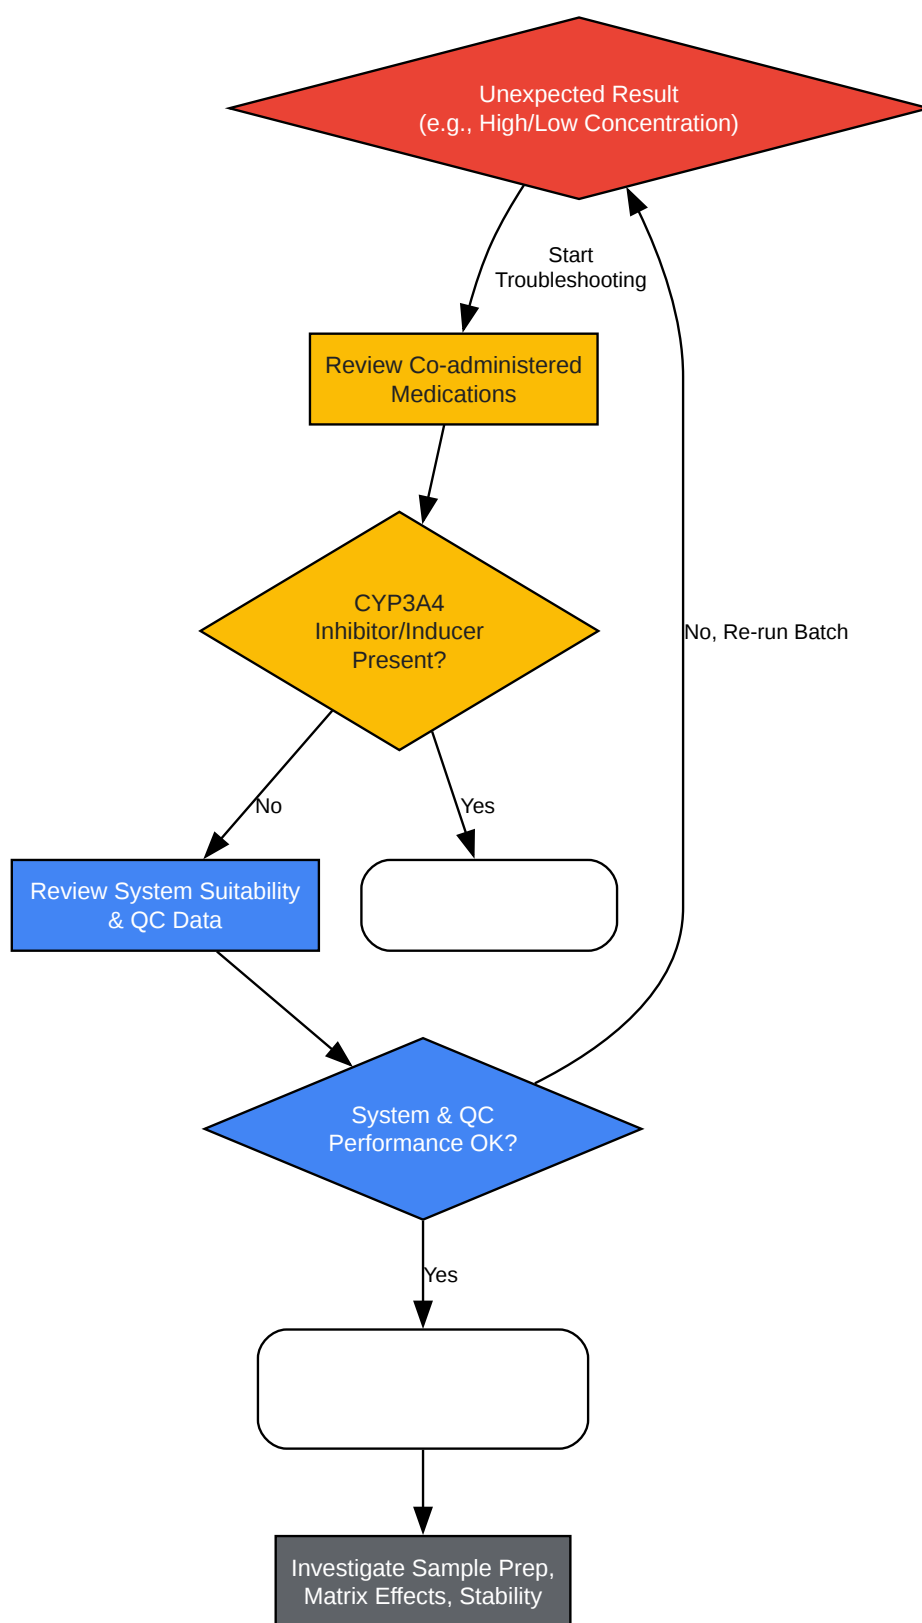 Unexpected Result
(e.g., High/Low Concentration)
Start
Troubleshooting
Review Co-administered
Medications
CYP3A4
Inhibitor/Inducer
Present?
No, Re-run Batch
No
Yes
Review System Suitability
& QC Data
System & QC
Performance OK?
Yes
Investigate Sample Prep,
Matrix Effects, Stability